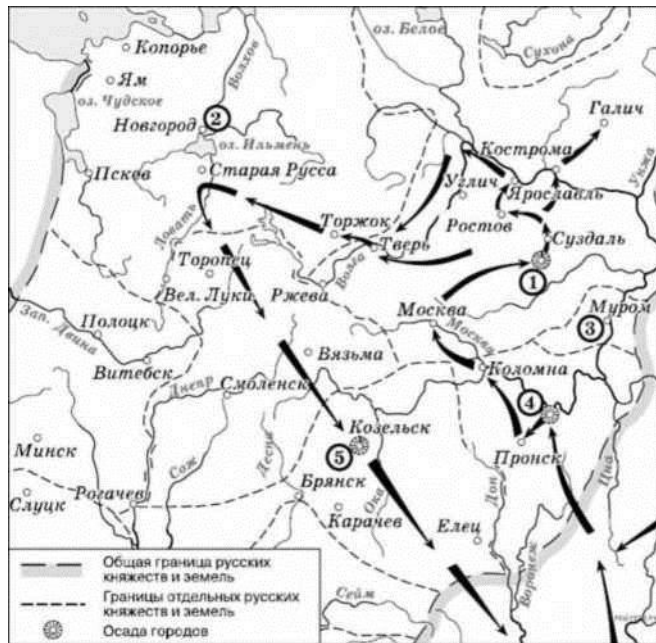 оз. Белое
Сухона
Копорье
Волхов
Ям
оз. Чудское
Галич
2
Новгород
оз. Ильмень
Кострома
Унжа
Псков
Старая Русса
Углич
Ярославль
Ростов
Торжок
Суздаль
Ловать
Тверь
Торопец
Волга
1
Вел. Луки
Ржева
Москва
Муром
Зап. Двина
Полоцк
Москву
3
Вязьма
Коломна
Витебск
Днепр
Смоленск
4
Козельск
Минск
Сож
Десна
5
Пронск
Цна
Брянск
Слуцк
Рогачев
Ока
Дон
Карачев
Елец
Воронеж
Сейм
Общая граница русских
княжеств и земель
Границы отдельных русских
княжеств и земель
Осада городов